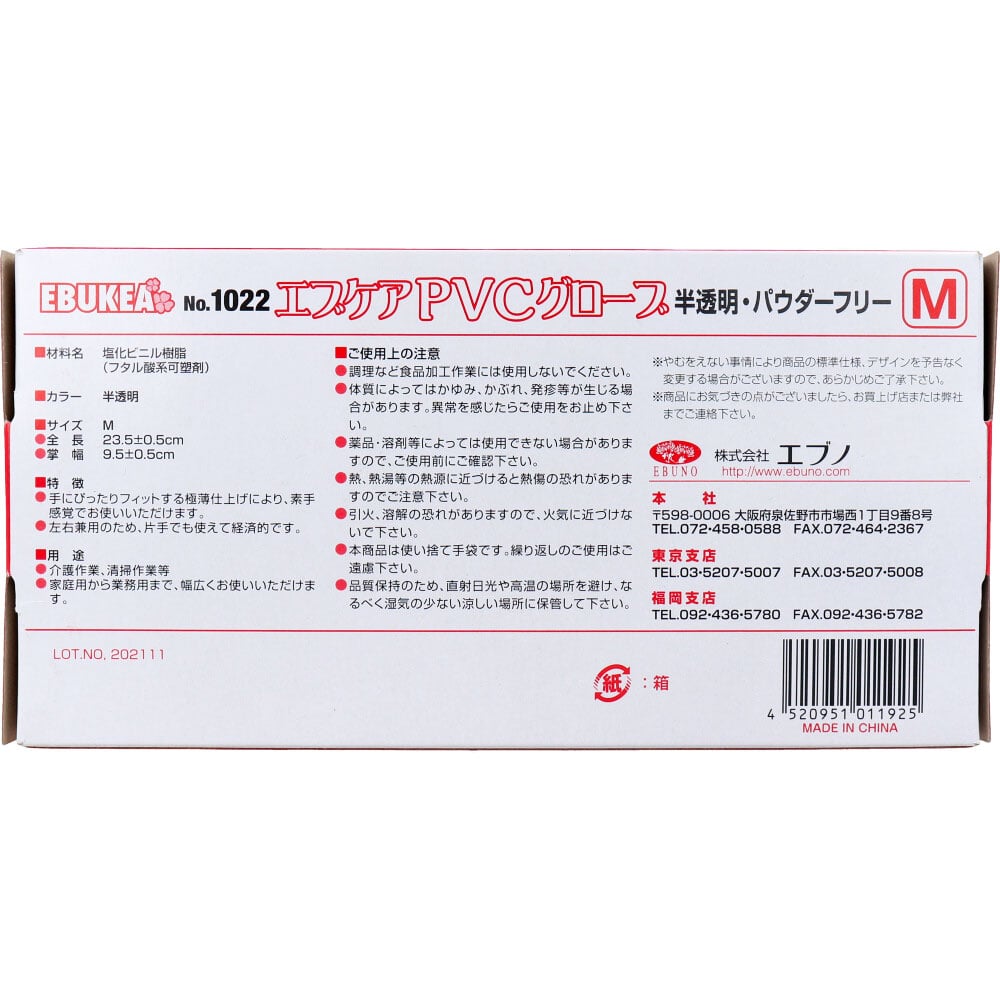 EBUKEA No.1022 エブケアPVCグローブ 半透明・パウダーフリー M
■材料名 塩化ビニル樹脂
(フタル酸系可塑剤)
■カラー 半透明
■サイズ M
●全 長 23.5±0.5cm
●掌 幅 9.5±0.5cm
■特 徴
●手にぴったりフィットする極薄仕上げにより、素手
感覚でお使いいただけます。
●左右兼用のため、片手でも使えて経済的です。
■用 途
●介護作業、清掃作業等
●家庭用から業務用まで、幅広くお使いいただけま
す。
■ご使用上の注意
●調理など食品加工作業には使用しないでください。
●体質によってはかゆみ、かぶれ、発疹等が生じる場
合があります。異常を感じたらご使用をお止め下さ
い。
●薬品・溶剤等によっては使用できない場合がありま
すので、ご使用前にご確認下さい。
●熱、熱湯等の熱源に近づけると熱傷の恐れがありま
すのでご注意下さい。
●引火、溶解の恐れがありますので、火気に近づけな
いで下さい。
●本商品は使い捨て手袋です。繰り返しのご使用はご
遠慮下さい。
●品質保持のため、直射日光や高温の場所を避け、な
るべく湿気の少ない涼しい場所に保管して下さい。
※やむをえない事情により商品の標準仕様、デザインを予告なく
変更する場合がございますので、あらかじめご了承下さい。
※商品にお気づきの点がございましたら、お買上げ店または弊社
までご連絡下さい。
EBUNO 株式会社 エブノ
http://www.ebuno.com
本 社
〒598-0006 大阪府泉佐野市市場西1丁目9番8号
TEL.072・458・0588 FAX.072・464・2367
東京支店
TEL.03・5207・5007 FAX.03・5207・5008
福岡支店
TEL.092・436・5780 FAX.092・436・5782
LOT.NO, 202111
紙 :箱
4 520951 011925
MADE IN CHINA